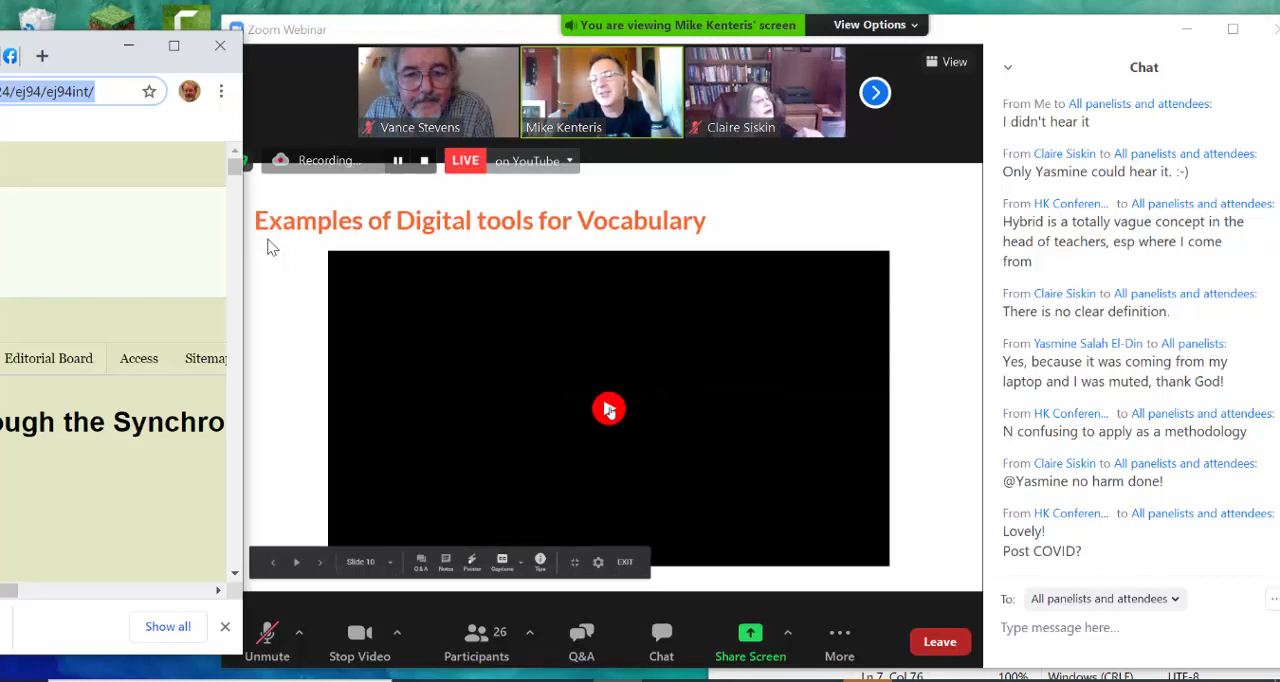 Zoom Webinar
You are viewing Mike Kenteris' screen
View Options
24/ej94/ej94int/
Vance Stevens
Mike Kenteris
Claire Siskin
View
Recording...
LIVE
on YouTube
Examples of Digital tools for Vocabulary
Editorial Board
Access
Sitema
ough the Synchro
Slide 10
Q&A
Notes
Pointer
Captions
Tips
EXIT
Show all
Unmute
Stop Video
26
Participants
Q&A
Chat
Share Screen
More
Leave
Chat
From Me to All panelists and attendees:
I didn't hear it
From Claire Siskin to All panelists and attendees:
Only Yasmine could hear it. :-)
From HK Conferen... to All panelists and attendees:
Hybrid is a totally vague concept in the
head of teachers, esp where I come
from
From Claire Siskin to All panelists and attendees:
There is no clear definition.
From Yasmine Salah El-Din to All panelists:
Yes, because it was coming from my
laptop and I was muted, thank God!
From HK Conferen... to All panelists and attendees:
N confusing to apply as a methodology
From Claire Siskin to All panelists and attendees:
@Yasmine no harm done!
From HK Conferen... to All panelists and attendees:
Lovely!
Post COVID?
To: All panelists and attendees
Type message here...
Ln 7, Col 76
100%
Windows (CRLF)
UTF-8